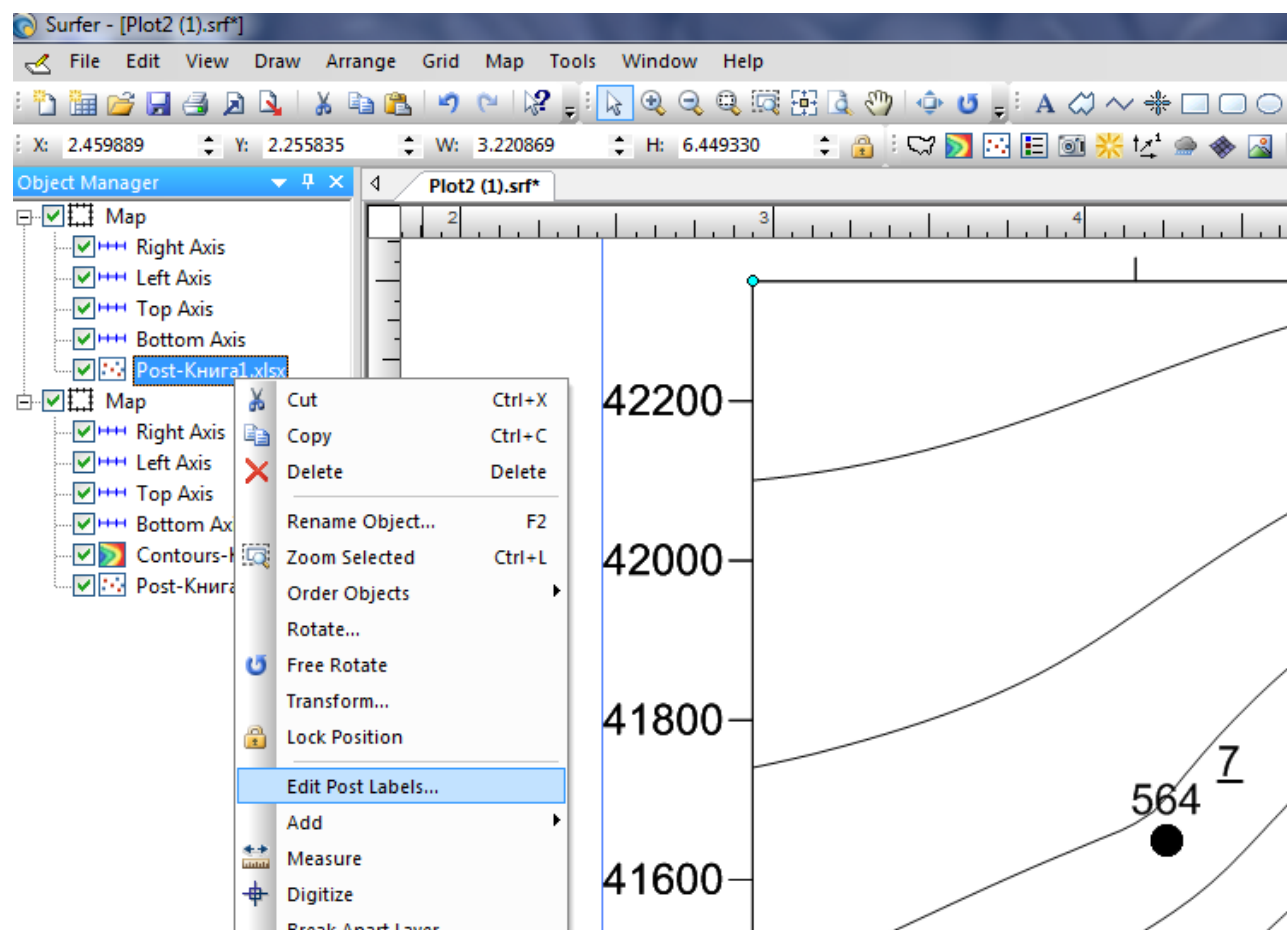 Surfer - [Plot2 (1).srf*]
File Edit View Draw Arrange Grid Map Tools Window Help
X: 2.459889 Y: 2.255835 W: 3.220869 H: 6.449330
Object Manager
Plot2 (1).srf*
2 3 4
Map
Right Axis
Left Axis
Top Axis
Bottom Axis
Post-Книга1.xlsx
Map
Right Axis
Left Axis
Top Axis
Bottom Ax
Contours-
Post-Книга
Cut Ctrl+X
Copy Ctrl+C
Delete Delete
Rename Object... F2
Zoom Selected Ctrl+L
Order Objects
Rotate...
Free Rotate
Transform...
Lock Position
Edit Post Labels...
Add
Measure
Digitize
Break Apart Layer
42200
42000
41800
7
564
41600